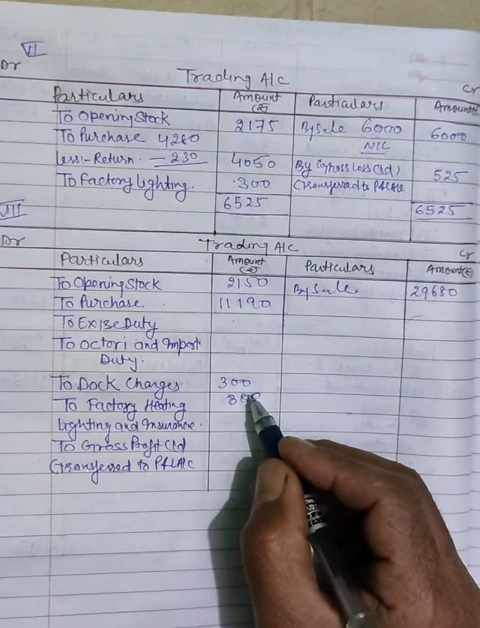 VI
Dr Trading A/C Cr
Particulars Amount (₹) Particulars Amount(₹)
To Opening Stock 2175 By Sale 6000 6000
To Purchase 4280 NIL
Less:- Return. = 230 4050 By Gross Loss C/d) 525
To Factory Lighting. 300 (Transferred to P&LA/c
6525 6525
VII
Dr Trading A/C Cr
Particulars Amount (₹) Particulars Amount(₹)
To Opening Stock 2150 By Sale 29680
To Purchase 11190
To Exise Duty
To Octori and Import
Duty.
To Dock Charges. 300
To Factory Heating
Lighting and Insurance.
To Gross Profit C/d
(Transferred to P&LA/C